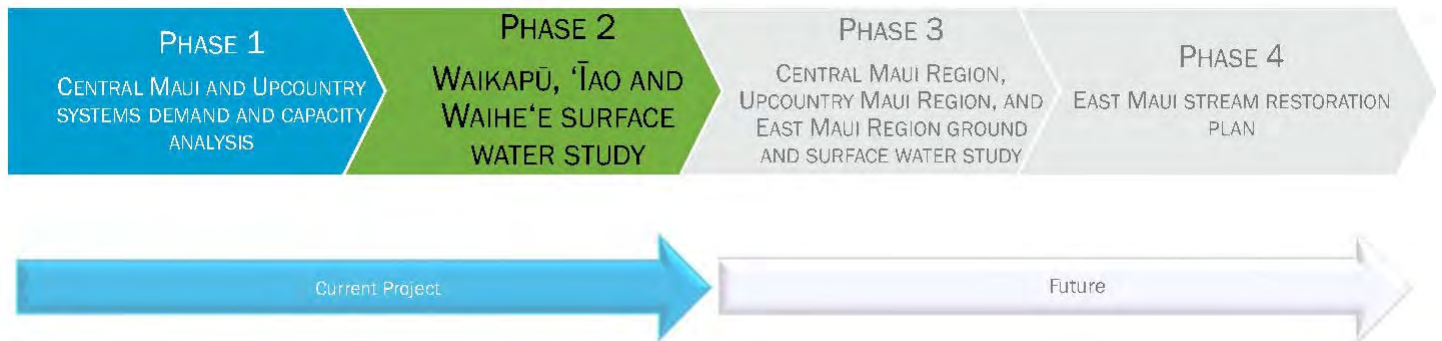 PHASE 1
CENTRAL MAUI AND UPCOUNTRY
SYSTEMS DEMAND AND CAPACITY
ANALYSIS
PHASE 2
WAIKAPŪ, ʻĪAO AND
WAIHEʻE SURFACE
WATER STUDY
PHASE 3
CENTRAL MAUI REGION,
UPCOUNTRY MAUI REGION, AND
EAST MAUI REGION GROUND
AND SURFACE WATER STUDY
PHASE 4
EAST MAUI STREAM RESTORATION
PLAN
Current Project
Future